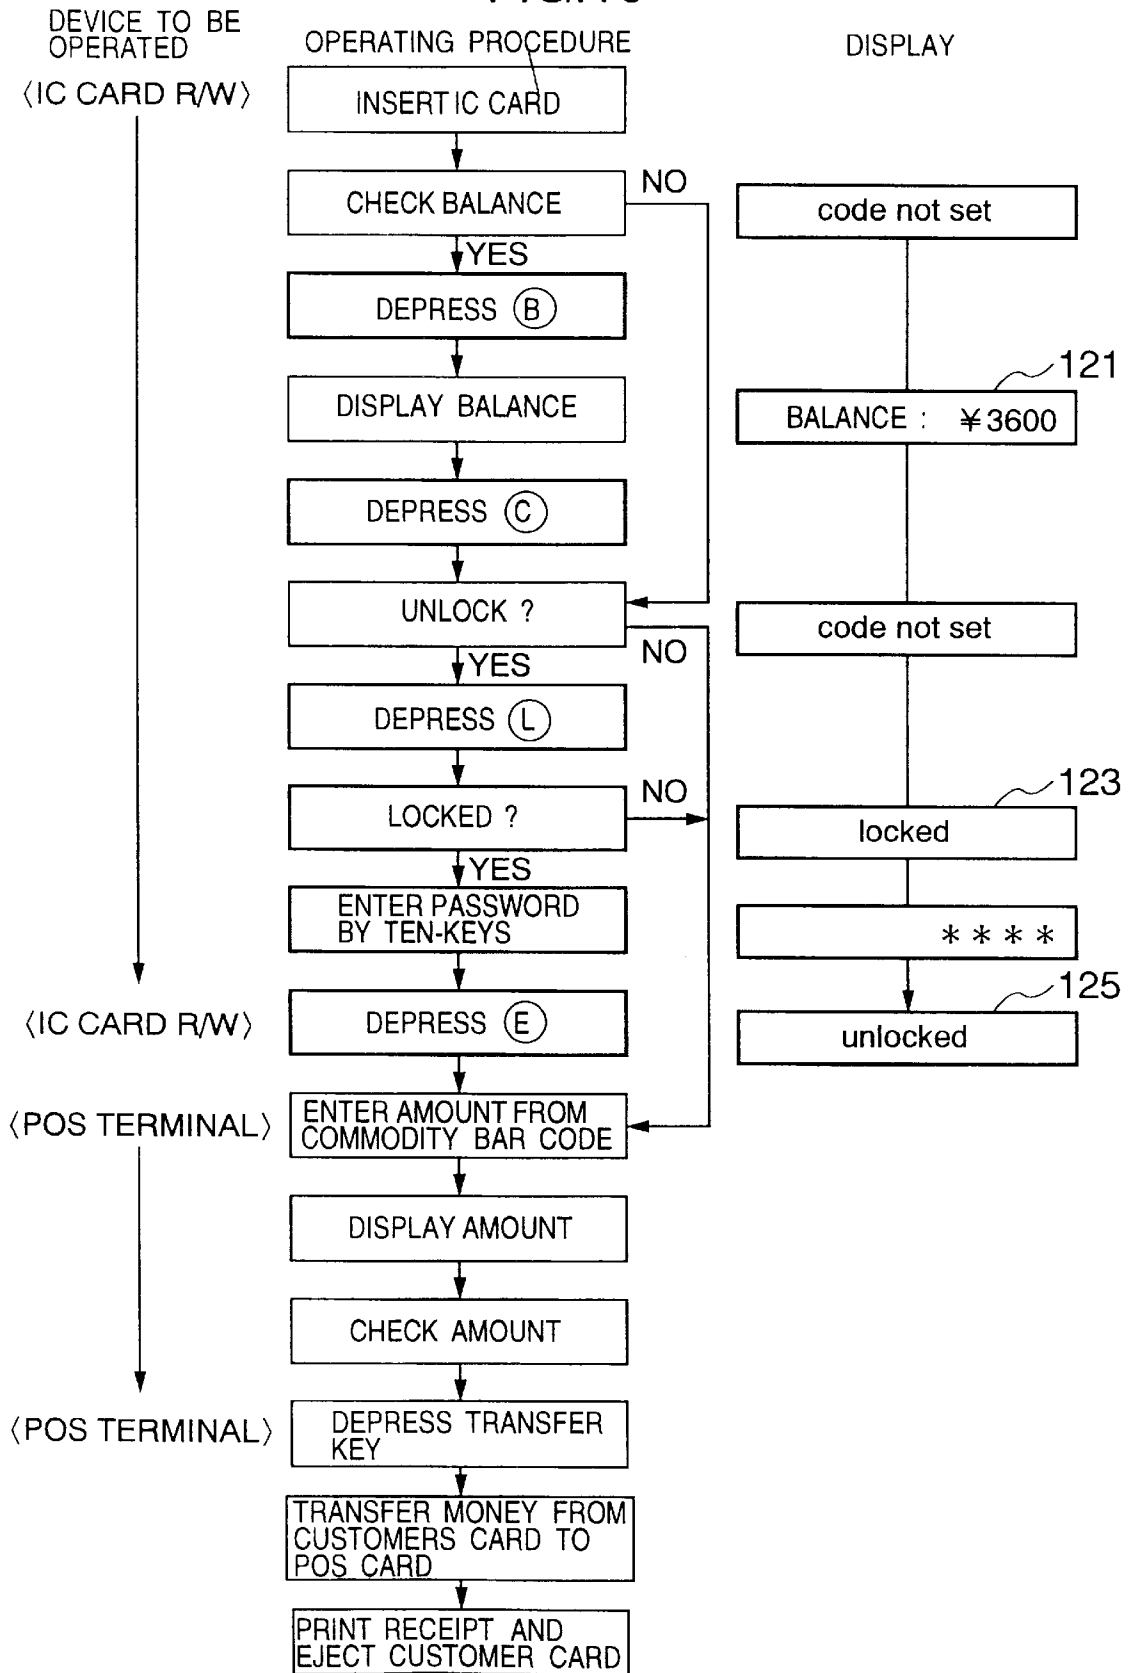 DEVICE TO BE
OPERATED
OPERATING PROCEDURE
DISPLAY
〈IC CARD R/W〉
INSERT IC CARD
CHECK BALANCE
NO
code not set
YES
DEPRESS Ⓑ
121
DISPLAY BALANCE
BALANCE : ¥3600
DEPRESS Ⓒ
UNLOCK ?
code not set
NO
YES
DEPRESS Ⓛ
123
LOCKED ?
NO
locked
YES
ENTER PASSWORD
BY TEN-KEYS
****
125
〈IC CARD R/W〉
DEPRESS Ⓔ
unlocked
〈POS TERMINAL〉
ENTER AMOUNT FROM
COMMODITY BAR CODE
DISPLAY AMOUNT
CHECK AMOUNT
〈POS TERMINAL〉
DEPRESS TRANSFER
KEY
TRANSFER MONEY FROM
CUSTOMERS CARD TO
POS CARD
PRINT RECEIPT AND
EJECT CUSTOMER CARD